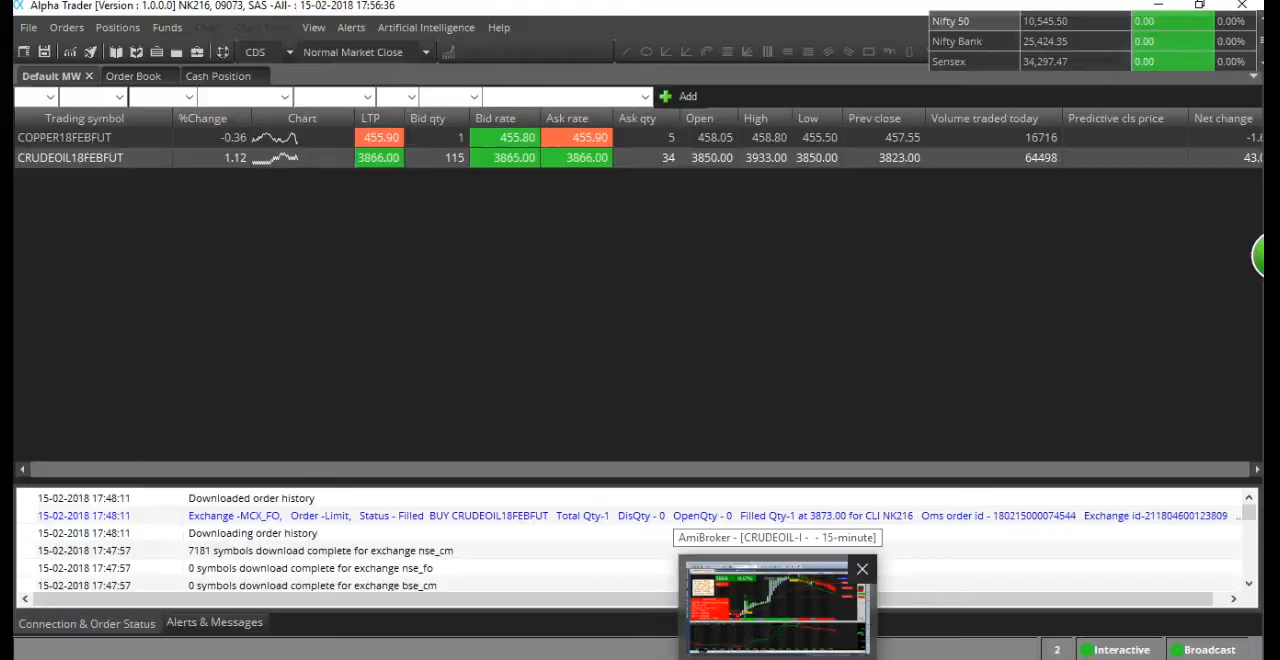 Alpha Trader [Version : 1.0.0.0] NK216, 09073, SAS -All- : 15-02-2018 17:56:36
File Orders Positions Funds View Alerts Artificial Intelligence Help
CDS Normal Market Close
Nifty 50 10,545.50 0.00 0.00%
Nifty Bank 25,424.35 0.00 0.00%
Sensex 34,297.47 0.00 0.00%
Default MW Order Book Cash Position
Add
Trading symbol %Change Chart LTP Bid qty Bid rate Ask rate Ask qty Open High Low Prev close Volume traded today Predictive cls price Net change
COPPER18FEBFUT -0.36 455.90 1 455.80 455.90 5 458.05 458.80 455.50 457.55 16716 -1.6
CRUDEOIL18FEBFUT 1.12 3866.00 115 3865.00 3866.00 34 3850.00 3933.00 3850.00 3823.00 64498 43.0
15-02-2018 17:48:11 Downloaded order history
15-02-2018 17:48:11 Exchange -MCX_FO, Order -Limit, Status - Filled BUY CRUDEOIL18FEBFUT Total Qty-1 DisQty - 0 OpenQty - 0 Filled Qty-1 at 3873.00 for CLI NK216 Oms order id - 180215000074544 Exchange id-211804600123809 ..
15-02-2018 17:48:11 Downloading order history
15-02-2018 17:47:57 7181 symbols download complete for exchange nse_cm
15-02-2018 17:47:57 0 symbols download complete for exchange nse_fo
15-02-2018 17:47:57 0 symbols download complete for exchange bse_cm
AmiBroker - [CRUDEOIL-I - - 15-minute]
Connection & Order Status Alerts & Messages
2 Interactive Broadcast